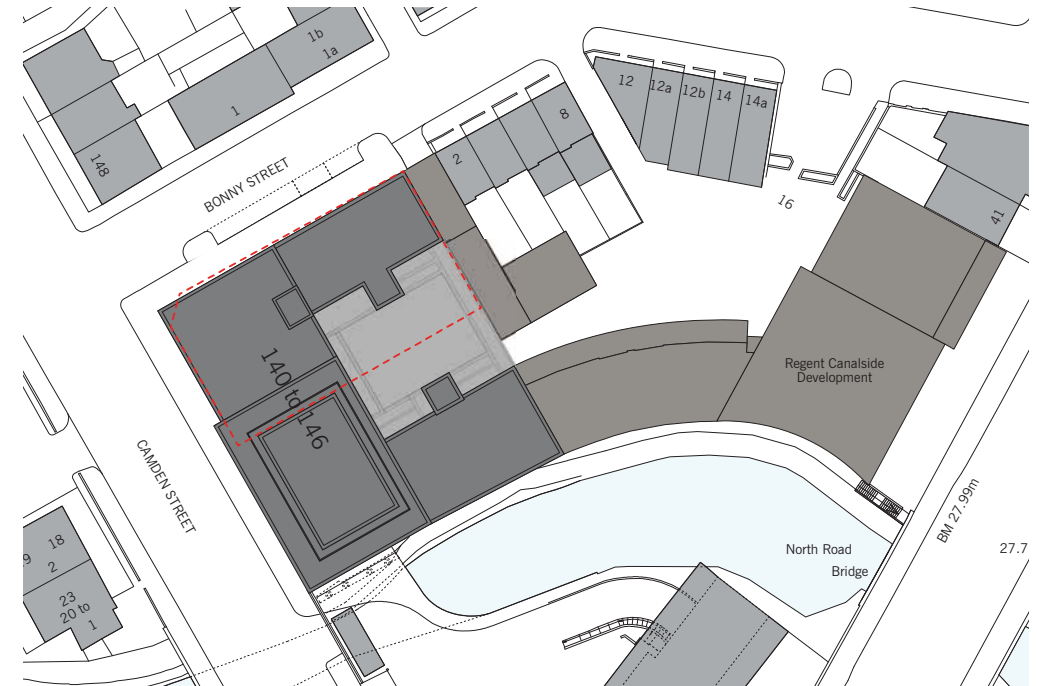 1b
1a
1
148
BONNY STREET
2
8
12
12a
12b
14
14a
16
41
140 to 146
Regent Canalside
Development
CAMDEN STREET
BM 27.99m
North Road
Bridge
27.7
18
2
23
20 to
1